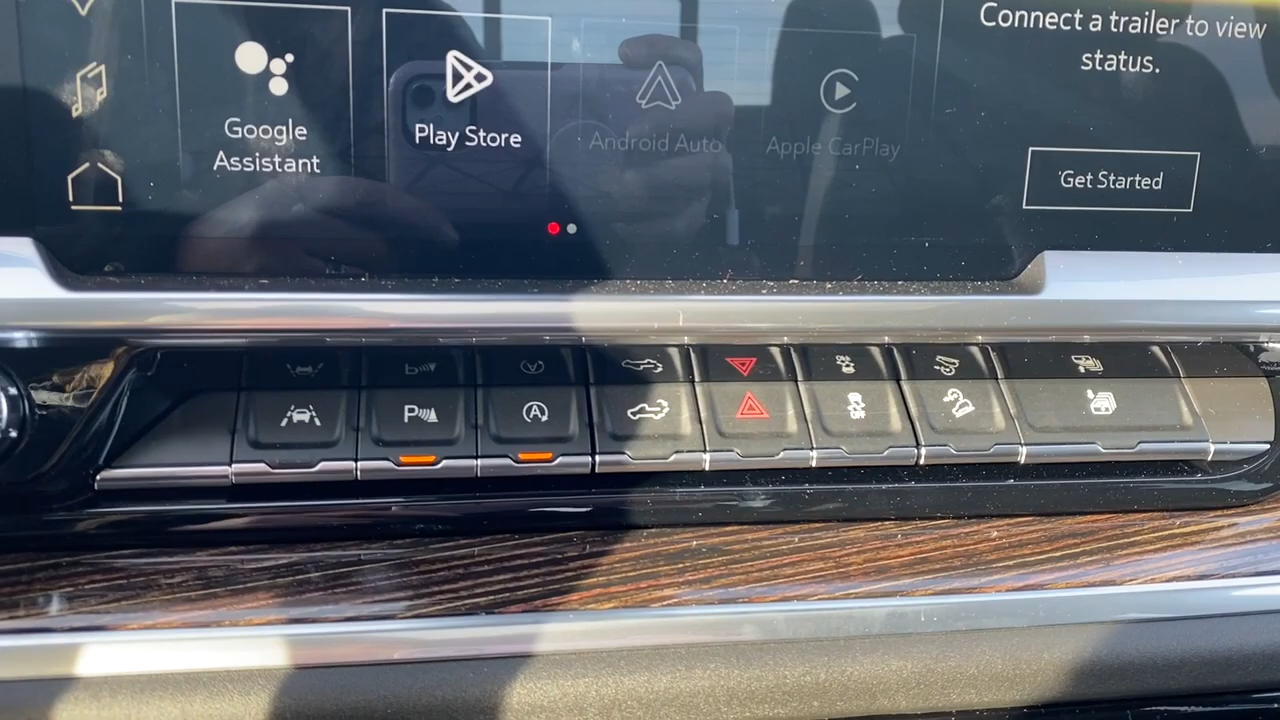 Google
Assistant
Play Store
Android Auto
Apple CarPlay
Connect a trailer to view
status.
Get Started
P
A